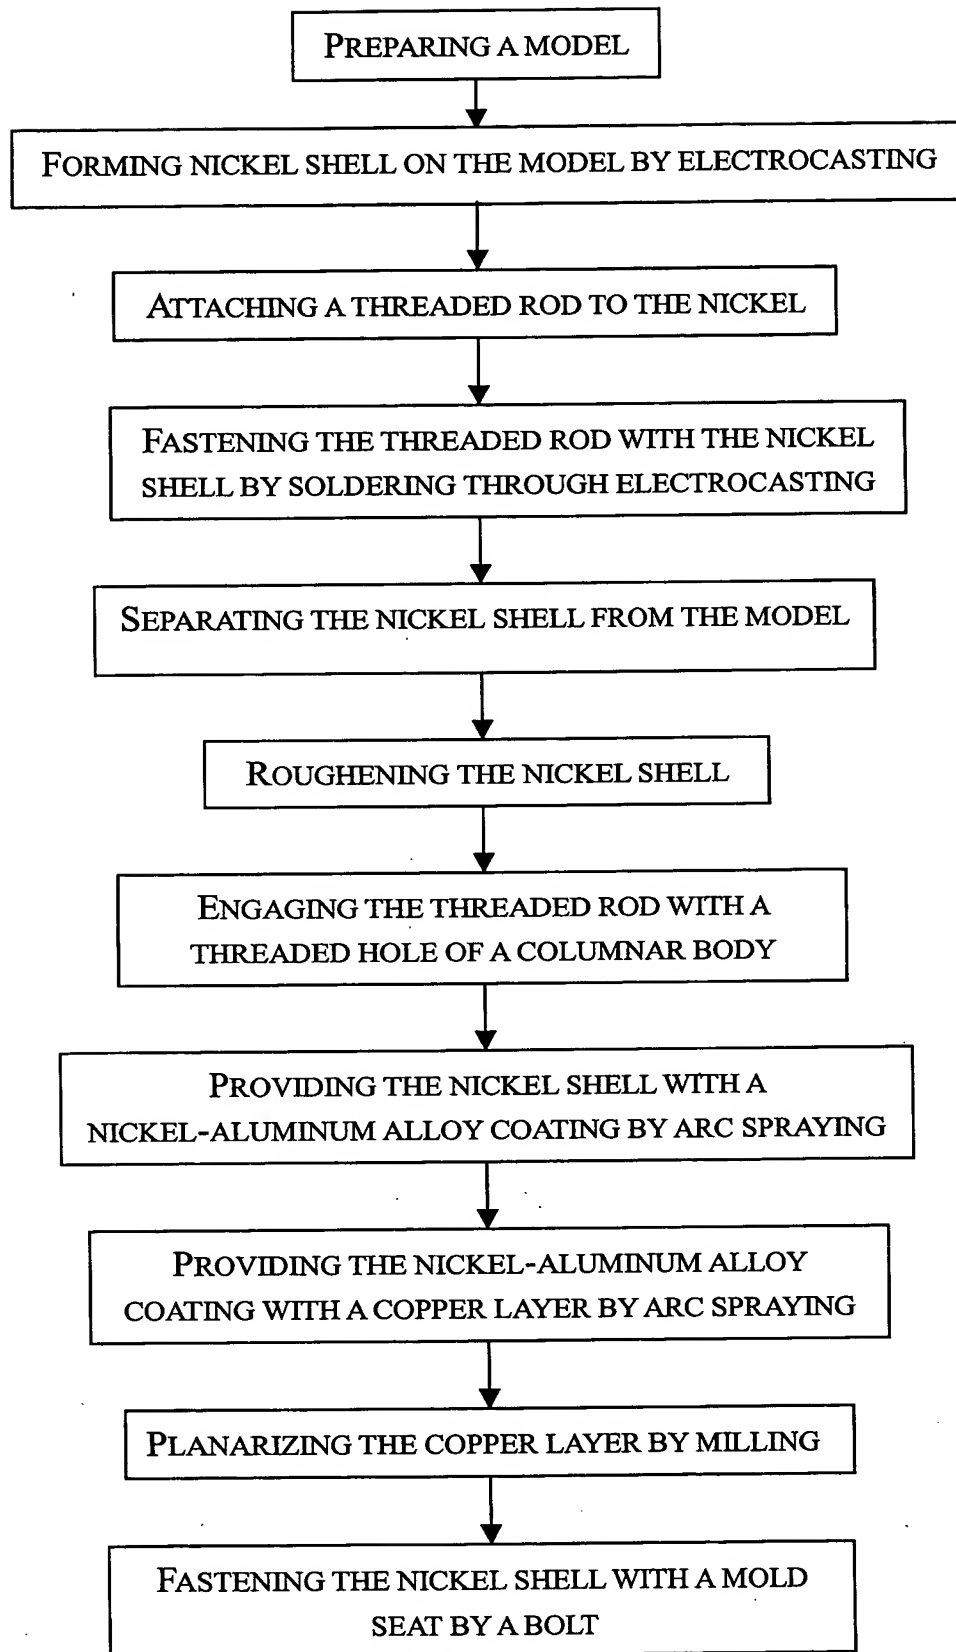 PREPARING A MODEL
FORMING NICKEL SHELL ON THE MODEL BY ELECTROCASTING
ATTACHING A THREADED ROD TO THE NICKEL
FASTENING THE THREADED ROD WITH THE NICKEL
SHELL BY SOLDERING THROUGH ELECTROCASTING
SEPARATING THE NICKEL SHELL FROM THE MODEL
ROUGHENING THE NICKEL SHELL
ENGAGING THE THREADED ROD WITH A
THREADED HOLE OF A COLUMNAR BODY
PROVIDING THE NICKEL SHELL WITH A
NICKEL-ALUMINUM ALLOY COATING BY ARC SPRAYING
PROVIDING THE NICKEL-ALUMINUM ALLOY
COATING WITH A COPPER LAYER BY ARC SPRAYING
PLANARIZING THE COPPER LAYER BY MILLING
FASTENING THE NICKEL SHELL WITH A MOLD
SEAT BY A BOLT